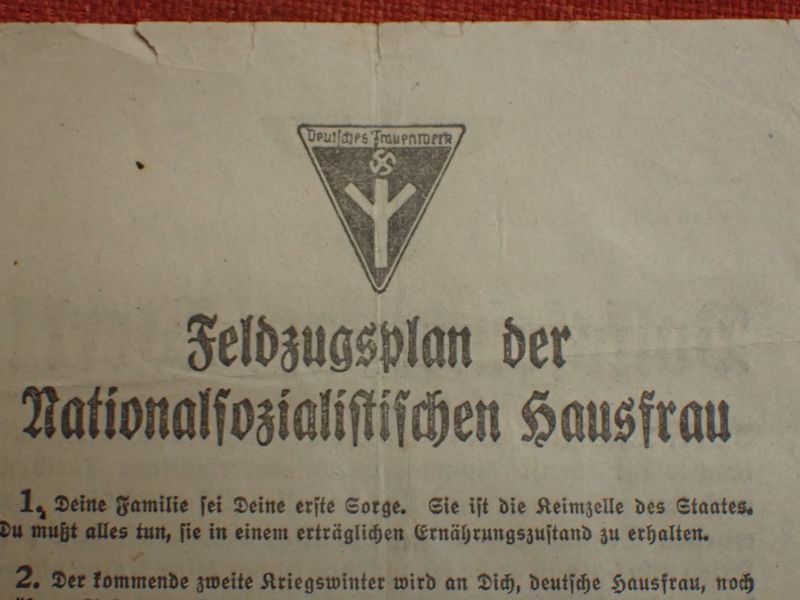 Deutsches Frauenwerk
Feldzugsplan der
Nationalsozialistischen Hausfrau
1. Deine Familie sei Deine erste Sorge. Sie ist die Keimzelle des Staates.
Du mußt alles tun, sie in einem erträglichen Ernährungszustand zu erhalten.
2. Der kommende zweite Kriegswinter wird an Dich, deutsche Hausfrau, noch